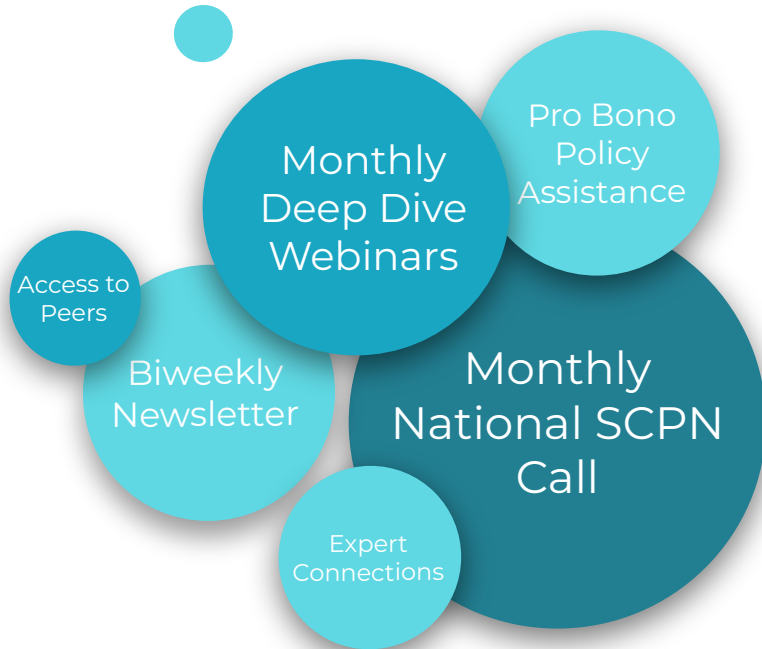 Pro Bono
Policy
Assistance
Monthly
Deep Dive
Webinars
Access to
Peers
Biweekly
Newsletter
Monthly
National SCPN
Call
Expert
Connections